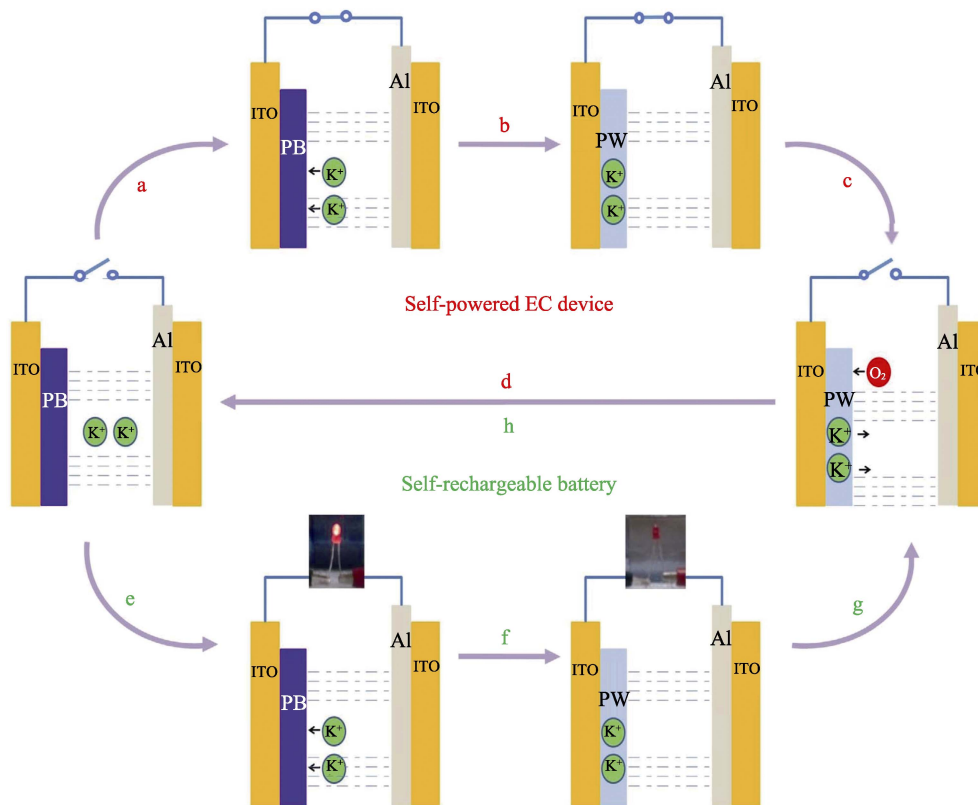 Al
ITO
ITO
PB
K⁺
K⁺
Al
ITO
ITO
PW
K⁺
K⁺
a
b
c
Self-powered EC device
Al
ITO
ITO
PB
K⁺
K⁺
Al
ITO
ITO
O₂
PW
K⁺
K⁺
d
h
Self-rechargeable battery
e
f
g
Al
ITO
ITO
PB
K⁺
K⁺
Al
ITO
ITO
PW
K⁺
K⁺